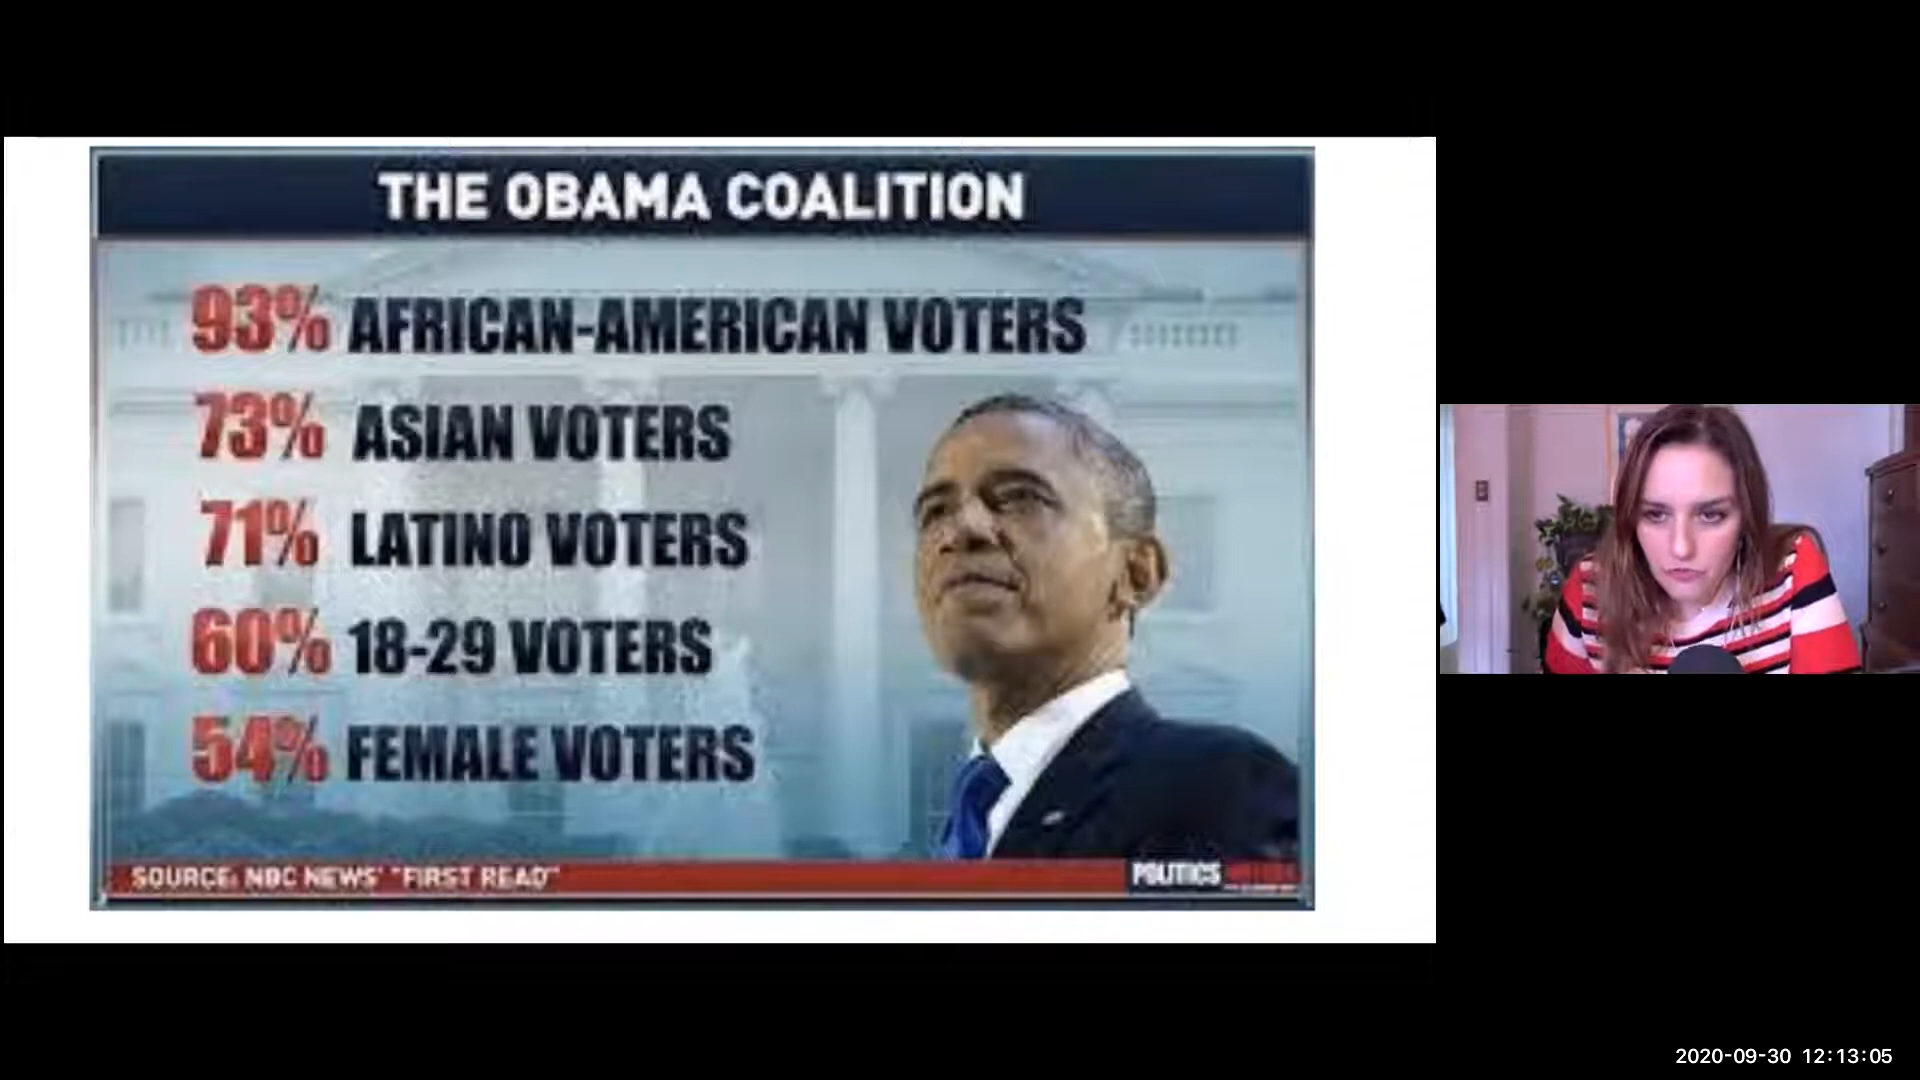 THE OBAMA COALITION
93% AFRICAN-AMERICAN VOTERS
73% ASIAN VOTERS
71% LATINO VOTERS
60% 18-29 VOTERS
54% FEMALE VOTERS
SOURCE: NBC NEWS' "FIRST READ"
POLITICS
2020-09-30 12:13:05